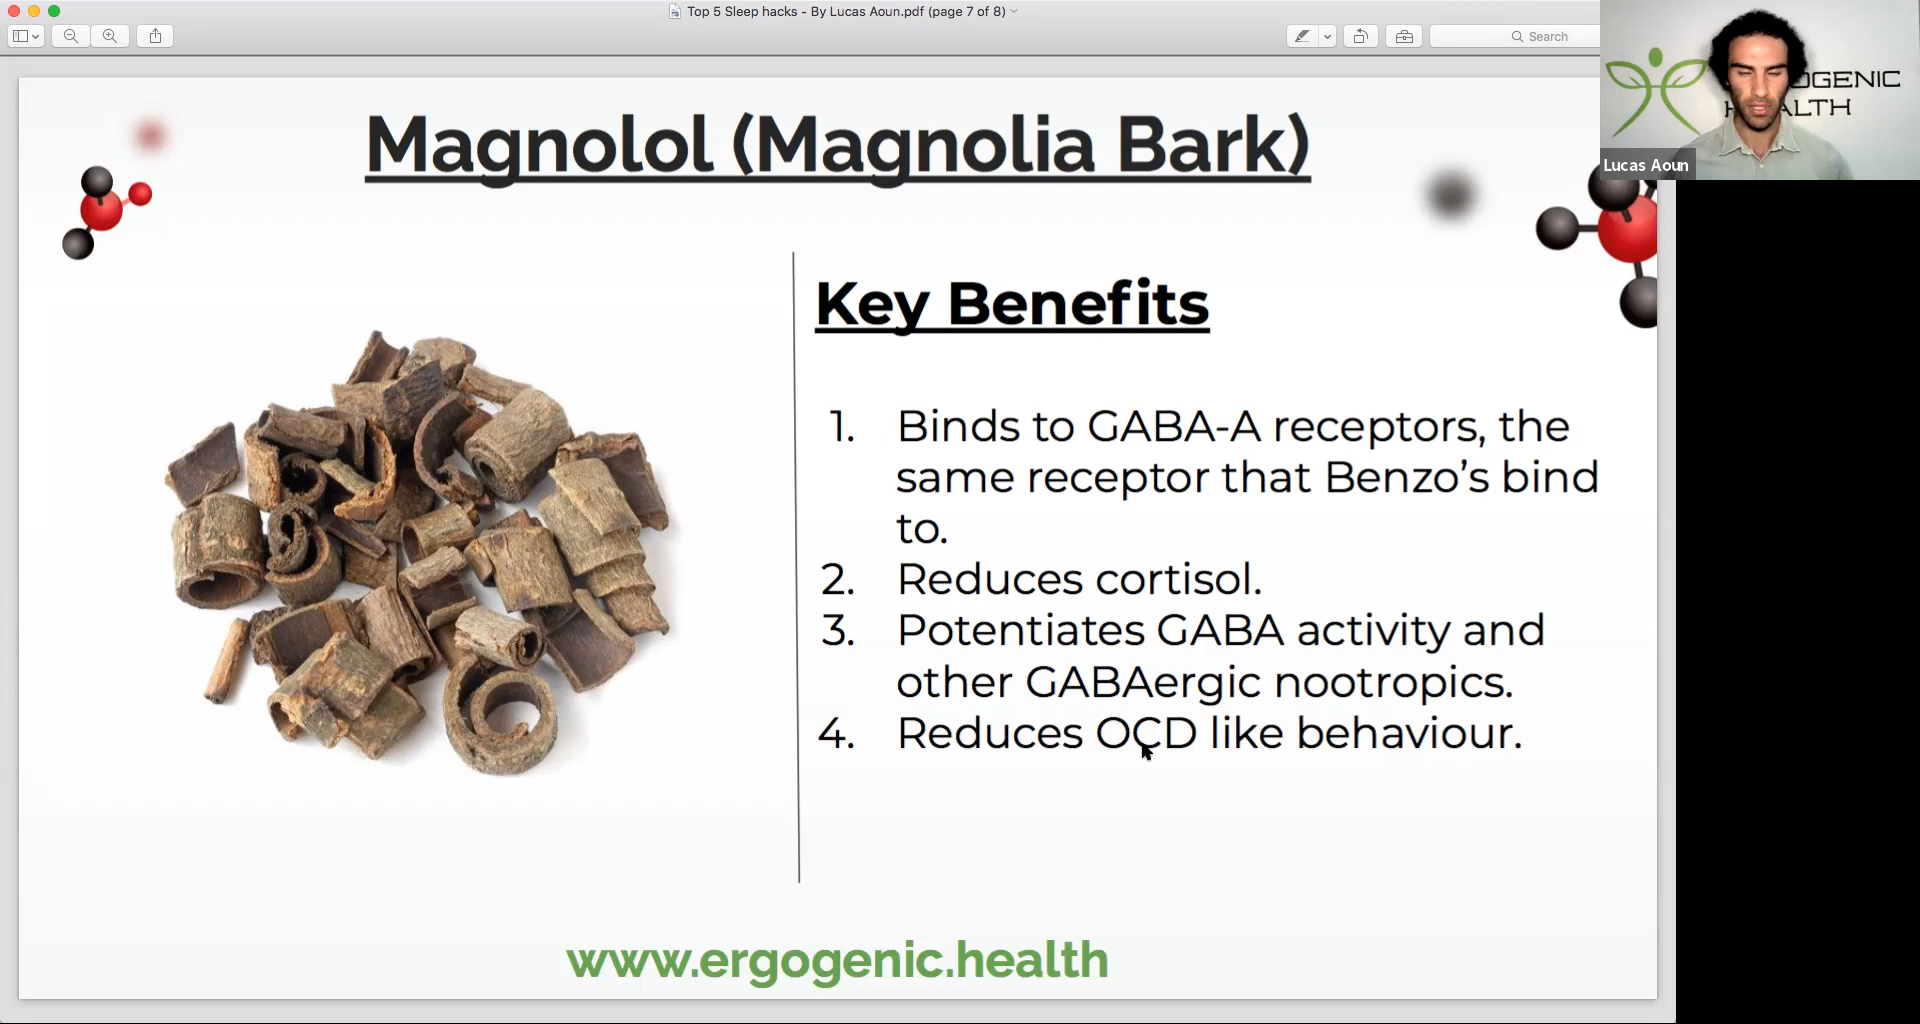 Top 5 Sleep hacks - By Lucas Aoun.pdf (page 7 of 8)
Search
OGENIC
HEALTH
Lucas Aoun
Magnolol (Magnolia Bark)
Key Benefits
1. Binds to GABA-A receptors, the
same receptor that Benzo’s bind
to.
2. Reduces cortisol.
3. Potentiates GABA activity and
other GABAergic nootropics.
4. Reduces OCD like behaviour.
www.ergogenic.health